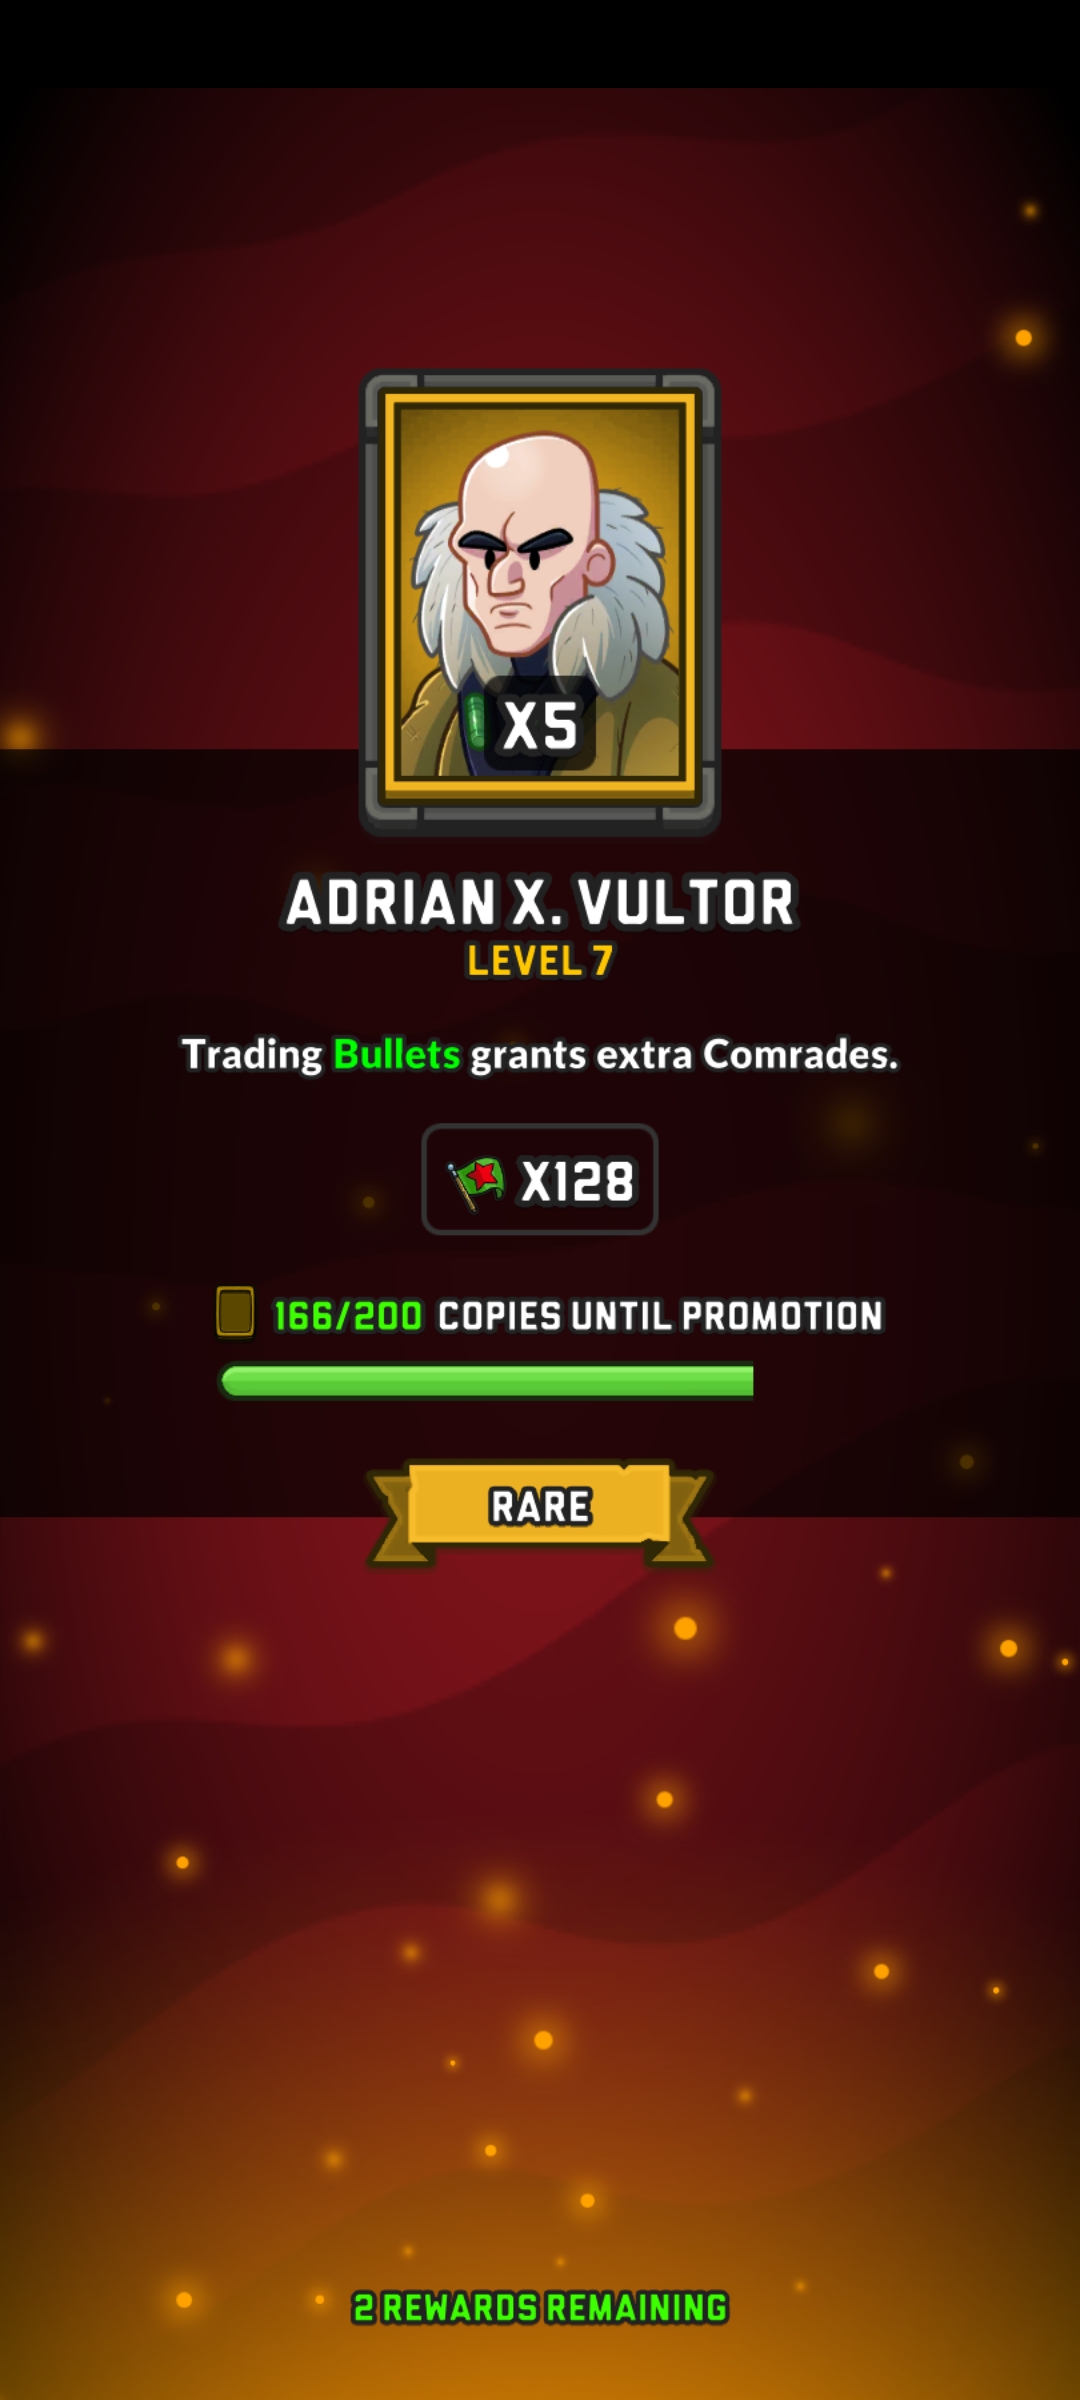 X5
ADRIAN X. VULTOR
LEVEL 7
Trading Bullets grants extra Comrades.
X128
166/200 COPIES UNTIL PROMOTION
RARE
2 REWARDS REMAINING